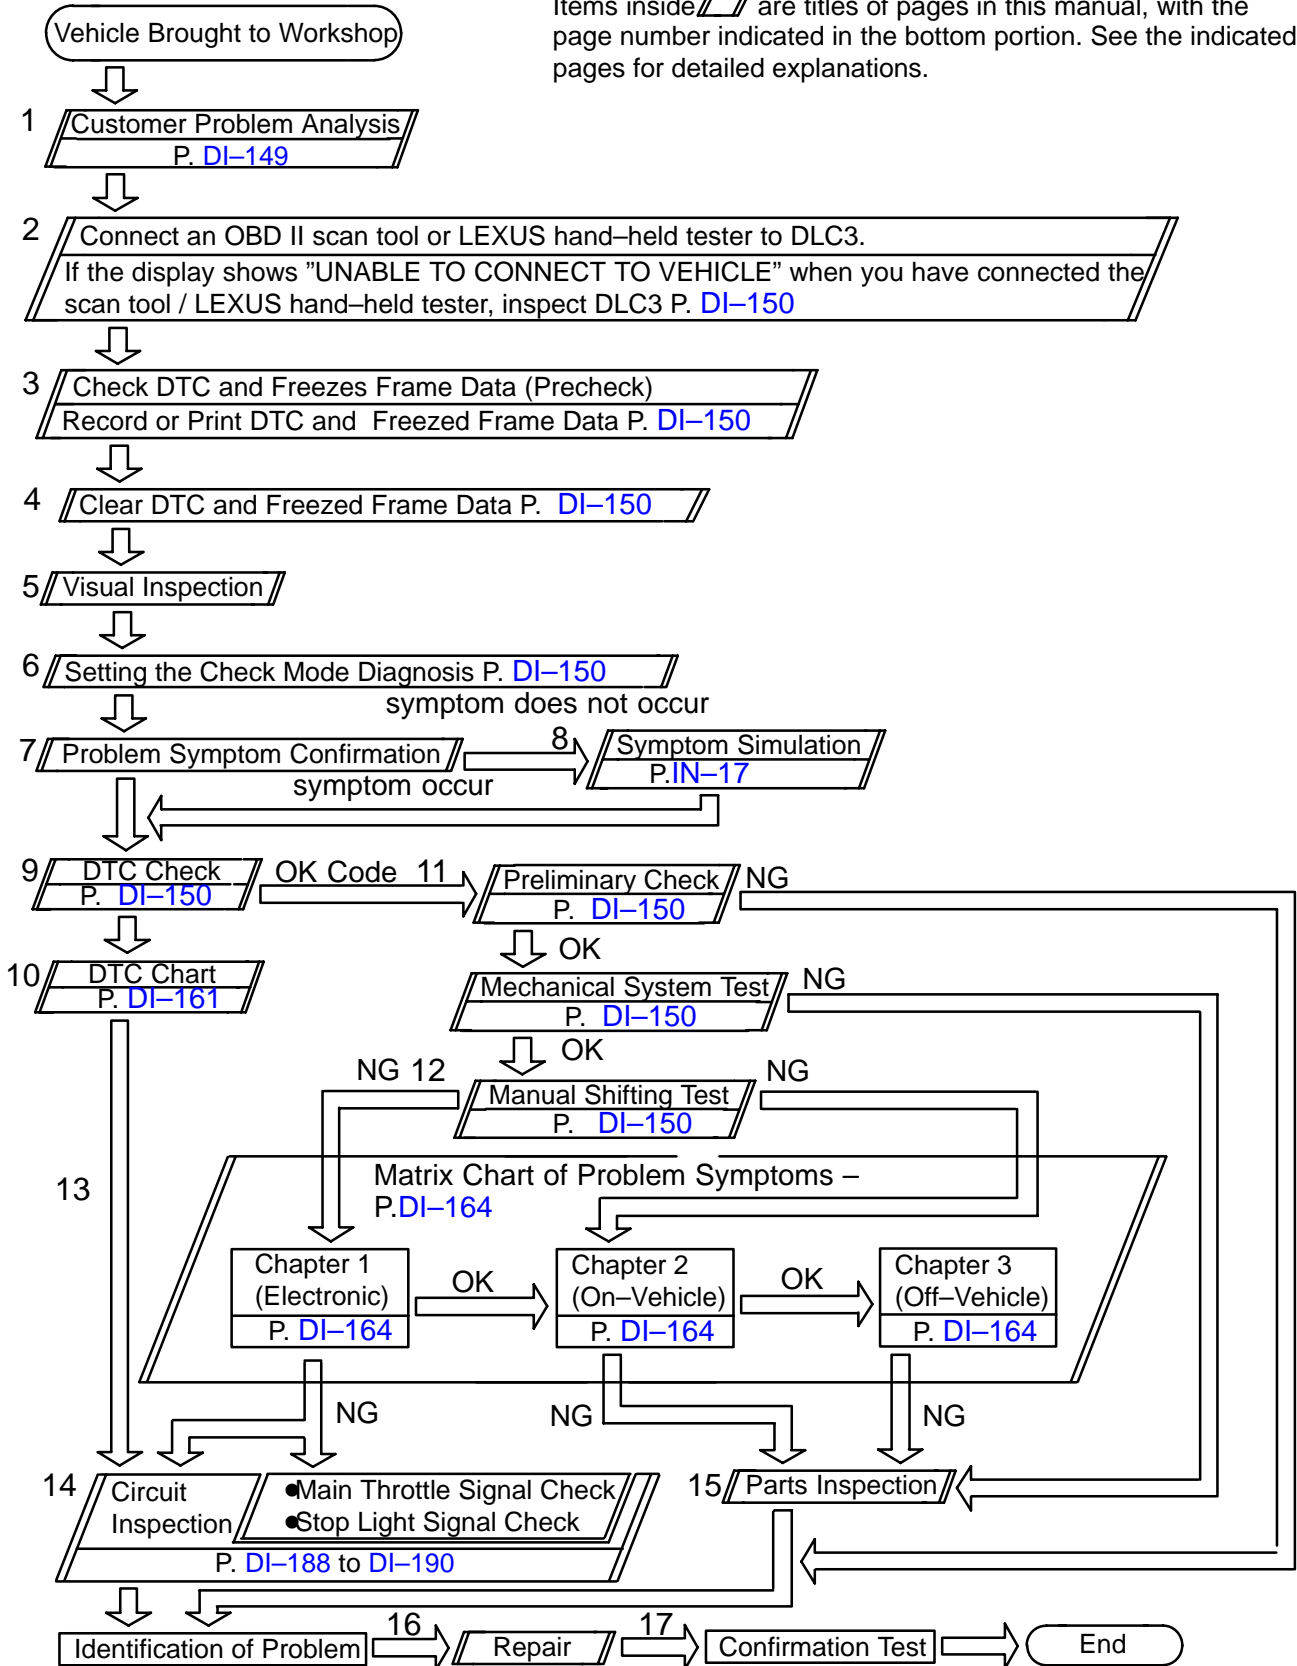 Items inside are titles of pages in this manual, with the
page number indicated in the bottom portion. See the indicated
pages for detailed explanations.
Vehicle Brought to Workshop
1
Customer Problem Analysis
P. DI–149
2
Connect an OBD II scan tool or LEXUS hand–held tester to DLC3.
If the display shows ”UNABLE TO CONNECT TO VEHICLE” when you have connected the
scan tool / LEXUS hand–held tester, inspect DLC3 P. DI–150
3
Check DTC and Freezes Frame Data (Precheck)
Record or Print DTC and Freezed Frame Data P. DI–150
4
Clear DTC and Freezed Frame Data P. DI–150
5
Visual Inspection
6
Setting the Check Mode Diagnosis P. DI–150
symptom does not occur
7
Problem Symptom Confirmation
8
Symptom Simulation
P.IN–17
symptom occur
9
DTC Check
P. DI–150
OK Code
11
Preliminary Check
P. DI–150
NG
OK
10
DTC Chart
P. DI–161
Mechanical System Test
P. DI–150
NG
OK
NG 12
Manual Shifting Test
P. DI–150
NG
13
Matrix Chart of Problem Symptoms –
P.DI–164
Chapter 1
(Electronic)
P. DI–164
OK
Chapter 2
(On–Vehicle)
P. DI–164
OK
Chapter 3
(Off–Vehicle)
P. DI–164
NG
NG
NG
14
Circuit
Inspection
●Main Throttle Signal Check
●Stop Light Signal Check
P. DI–188 to DI–190
15
Parts Inspection
Identification of Problem
16
Repair
17
Confirmation Test
End